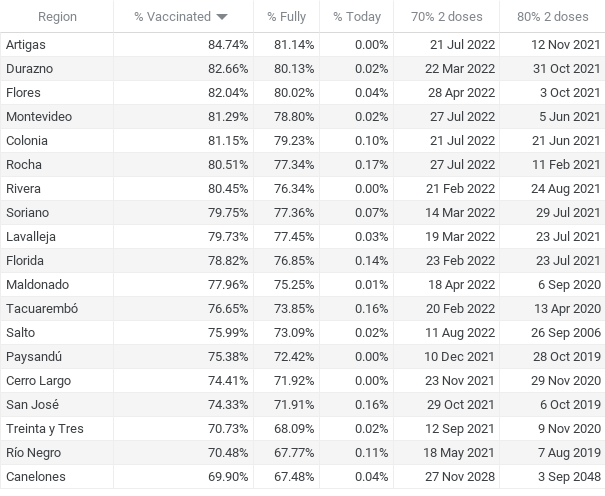 Region % Vaccinated % Fully % Today 70% 2 doses 80% 2 doses
Artigas 84.74% 81.14% 0.00% 21 Jul 2022 12 Nov 2021
Durazno 82.66% 80.13% 0.02% 22 Mar 2022 31 Oct 2021
Flores 82.04% 80.02% 0.04% 28 Apr 2022 3 Oct 2021
Montevideo 81.29% 78.80% 0.02% 27 Jul 2022 5 Jun 2021
Colonia 81.15% 79.23% 0.10% 21 Jul 2022 21 Jun 2021
Rocha 80.51% 77.34% 0.17% 27 Jul 2022 11 Feb 2021
Rivera 80.45% 76.34% 0.00% 21 Feb 2022 24 Aug 2021
Soriano 79.75% 77.36% 0.07% 14 Mar 2022 29 Jul 2021
Lavalleja 79.73% 77.45% 0.03% 19 Mar 2022 23 Jul 2021
Florida 78.82% 76.85% 0.14% 23 Feb 2022 23 Jul 2021
Maldonado 77.96% 75.25% 0.01% 18 Apr 2022 6 Sep 2020
Tacuarembó 76.65% 73.85% 0.16% 20 Feb 2022 13 Apr 2020
Salto 75.99% 73.09% 0.02% 11 Aug 2022 26 Sep 2006
Paysandú 75.38% 72.42% 0.00% 10 Dec 2021 28 Oct 2019
Cerro Largo 74.41% 71.92% 0.00% 23 Nov 2021 29 Nov 2020
San José 74.33% 71.91% 0.16% 29 Oct 2021 6 Oct 2019
Treinta y Tres 70.73% 68.09% 0.02% 12 Sep 2021 9 Nov 2020
Río Negro 70.48% 67.77% 0.11% 18 May 2021 7 Aug 2019
Canelones 69.90% 67.48% 0.04% 27 Nov 2028 3 Sep 2048